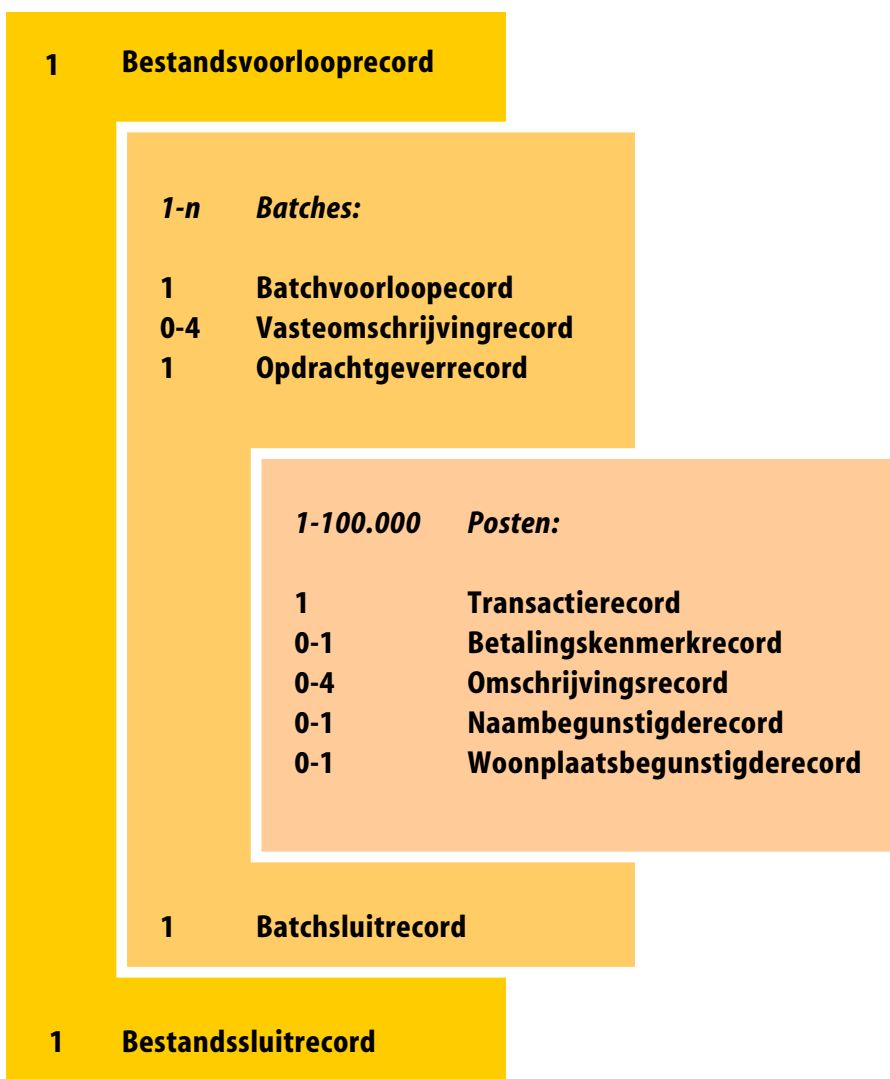 1 Bestandsvoorlooprecord
1-n Batches:
1 Batchvoorloopecord
0-4 Vasteomschrijvingrecord
1 Opdrachtgeverrecord
1-100.000 Posten:
1 Transactierecord
0-1 Betalingskenmerkrecord
0-4 Omschrijvingsrecord
0-1 Naambegunstigderecord
0-1 Woonplaatsbegunstigderecord
1 Batchsluitrecord
1 Bestandssluitrecord